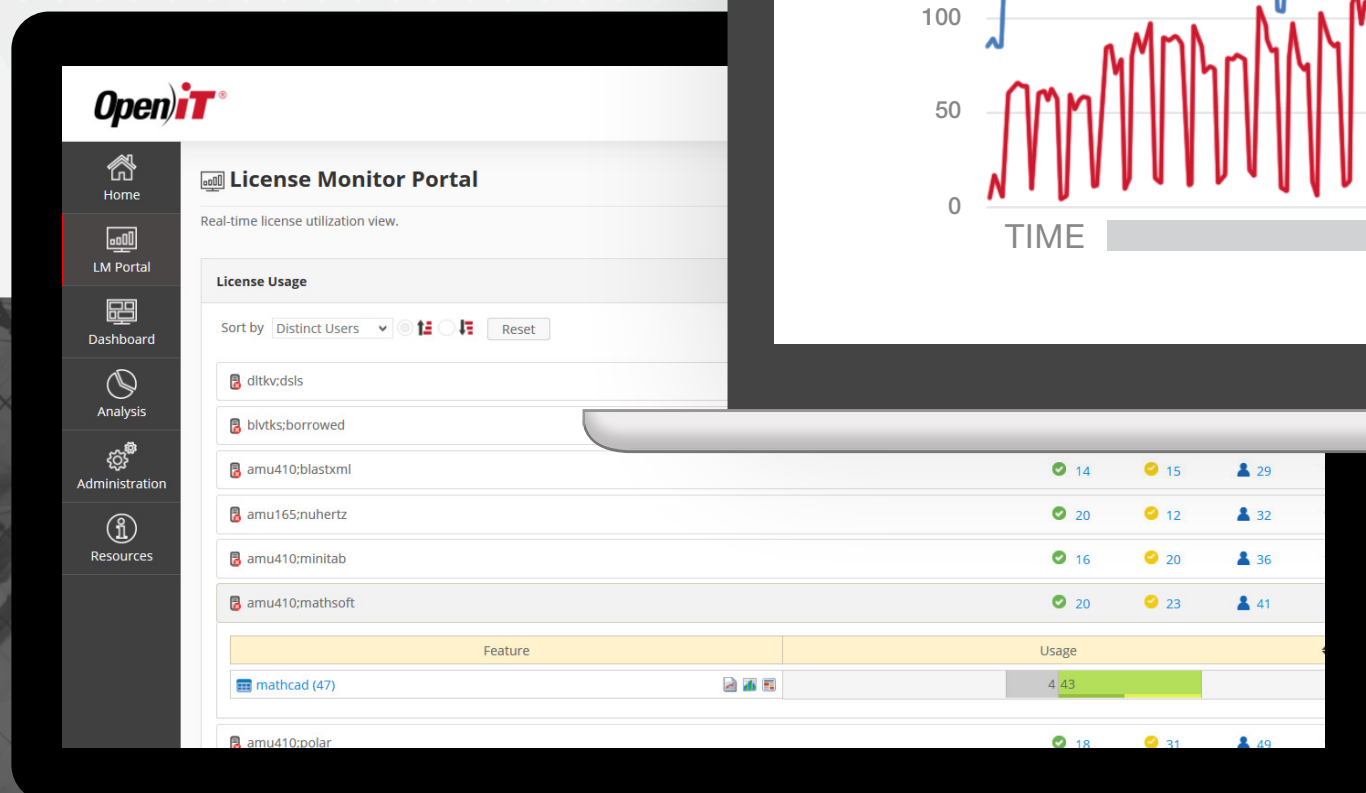 100
50
0
TIME
OpeniT®
Home
LM Portal
Dashboard
Analysis
Administration
Resources
License Monitor Portal
Real-time license utilization view.
License Usage
Sort by Distinct Users Reset
dltkv;dsls
blvtks;borrowed
amu410;blastxml 14 15 29
amu165;nuhertz 20 12 32
amu410;minitab 16 20 36
amu410;mathsoft 20 23 41
Feature Usage
mathcad (47) 4 43
amu410;polar 18 31 49